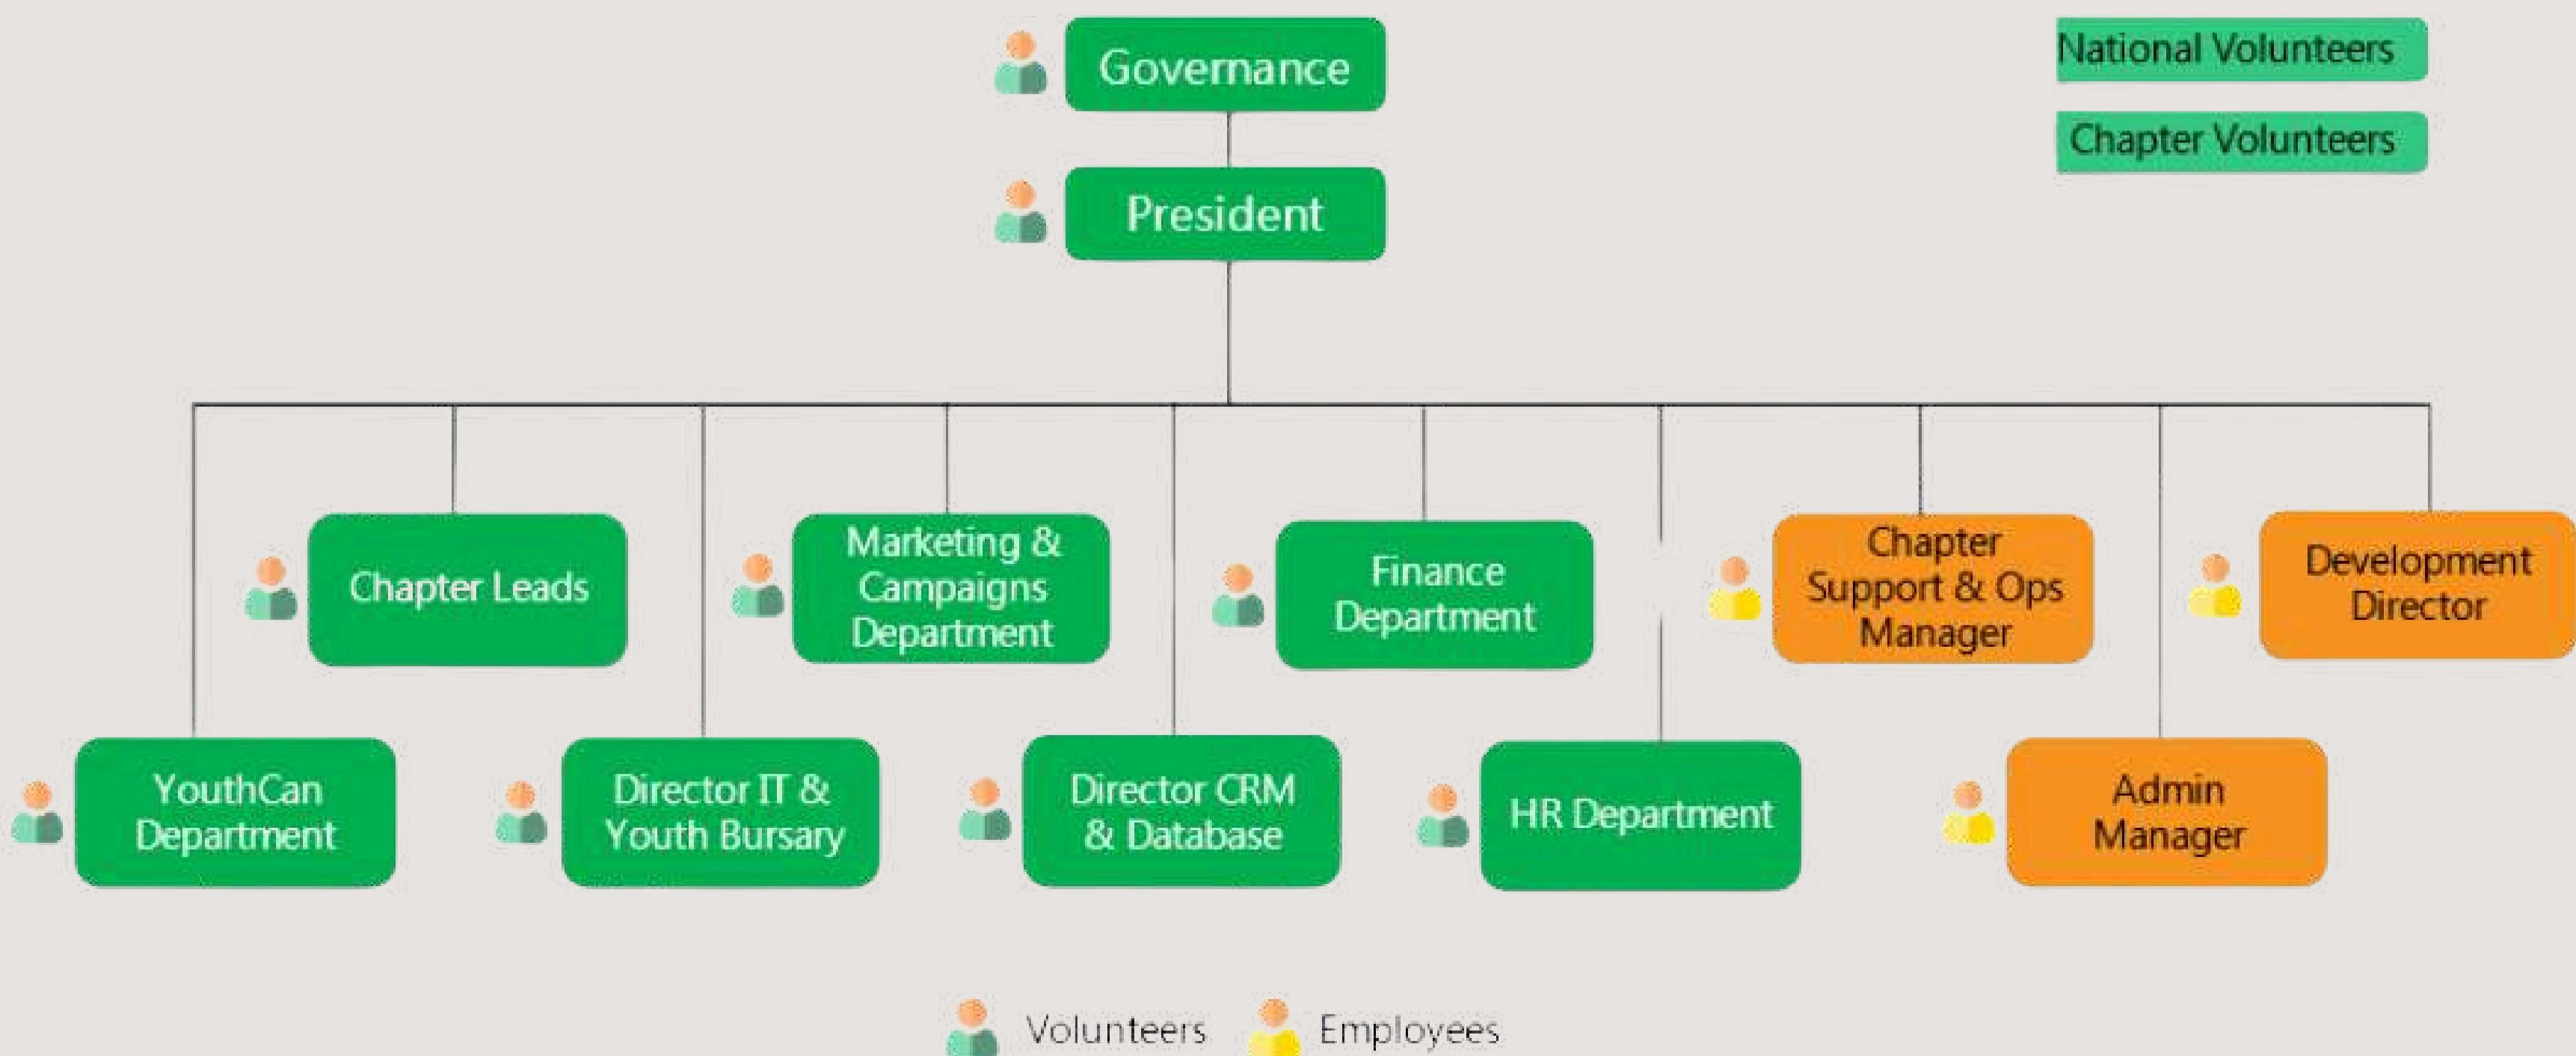 Governance
National Volunteers
Chapter Volunteers
President
Chapter Leads
Marketing &
Campaigns
Department
Finance
Department
Chapter
Support & Ops
Manager
Development
Director
YouthCan
Department
Director IT &
Youth Bursary
Director CRM
& Database
HR Department
Admin
Manager
Volunteers
Employees